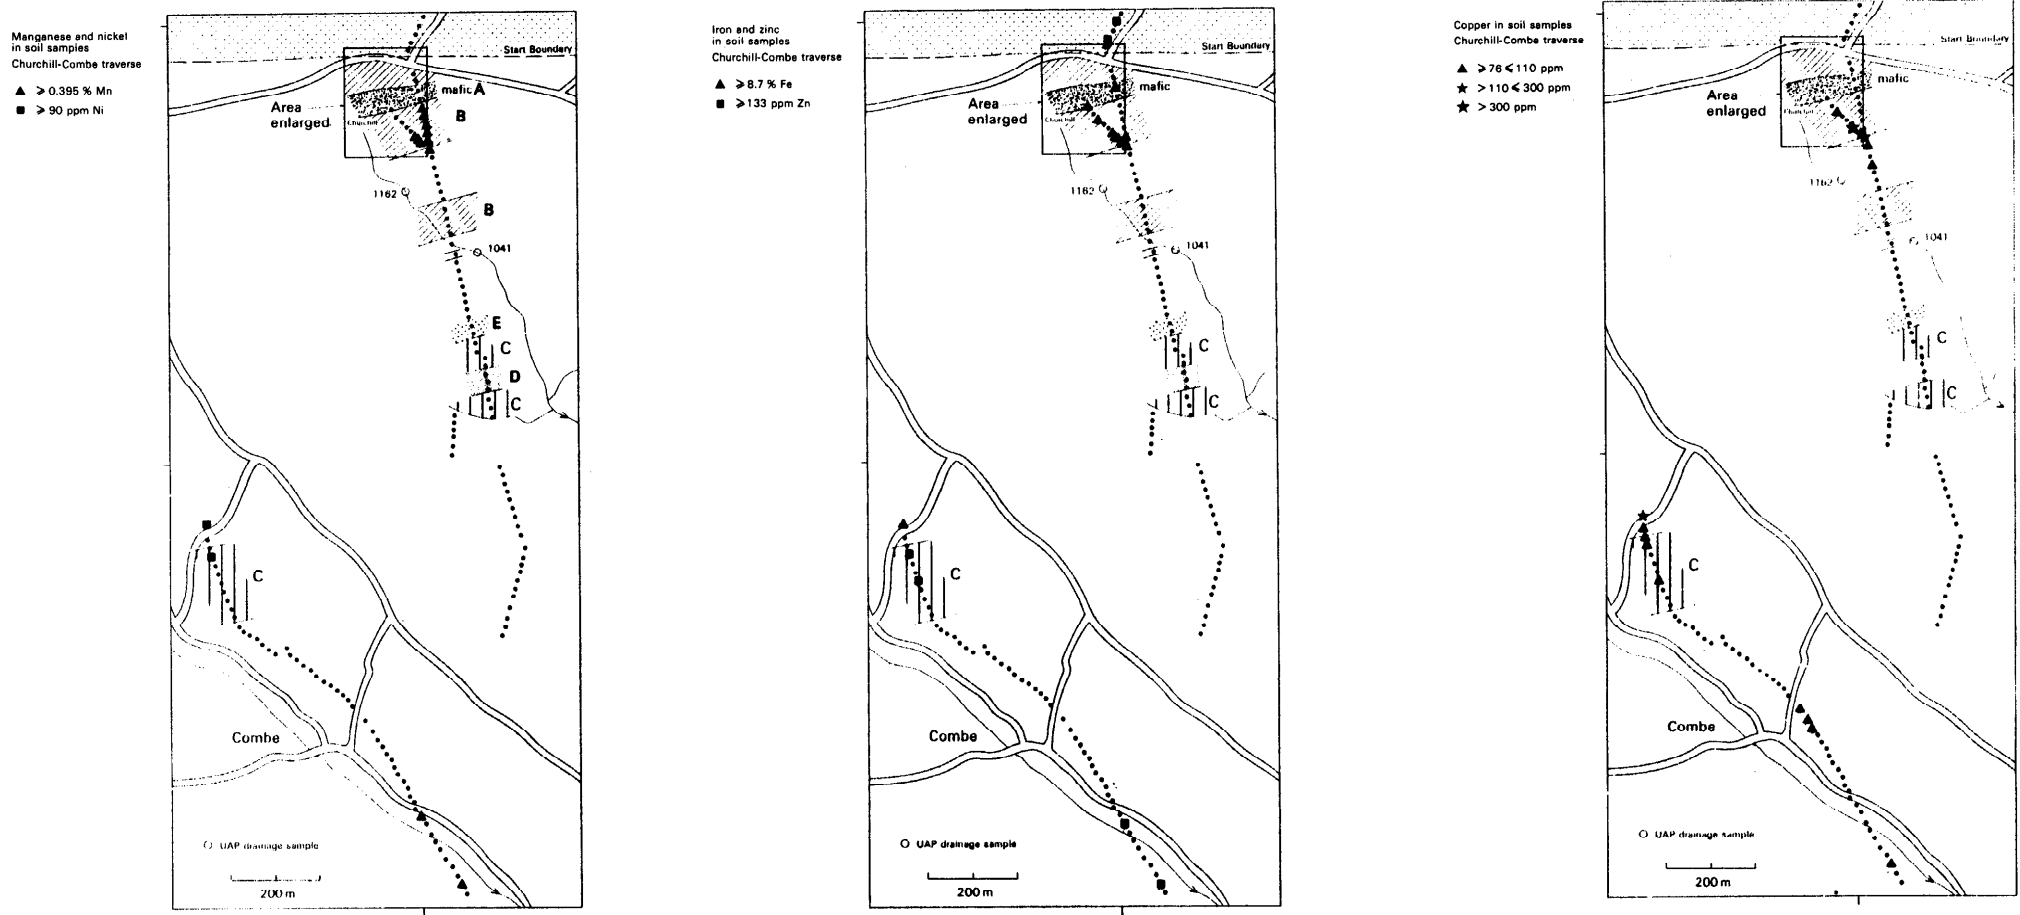 Manganese and nickel
in soil samples
Churchill-Combe traverse
▲ ⩾ 0.395 % Mn
■ ⩾ 90 ppm Ni
Start Boundary
mafic A
Area
enlarged
Churchill
B
1162
B
1041
E
C
D
C
C
Combe
UAP drainage sample
200 m
Iron and zinc
in soil samples
Churchill-Combe traverse
▲ ⩾ 8.7 % Fe
■ ⩾ 133 ppm Zn
Start Boundary
mafic
Area
enlarged
Churchill
1182
1041
C
C
C
Combe
UAP drainage sample
200 m
Copper in soil samples
Churchill-Combe traverse
▲ ⩾ 76 ⩽ 110 ppm
★ > 110 ⩽ 300 ppm
★ > 300 ppm
Start Boundary
mafic
Area
enlarged
Churchill
1162
1041
C
C
C
Combe
UAP drainage sample
200 m